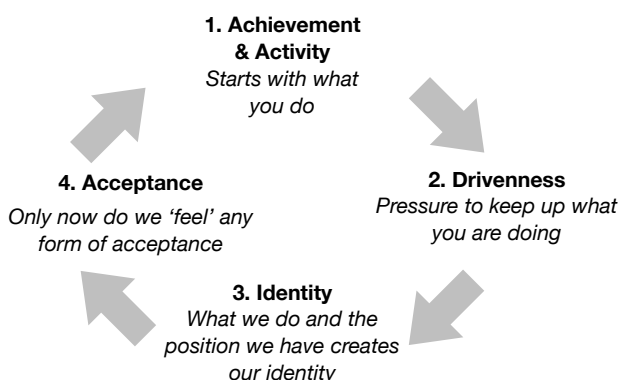 1. Achievement
& Activity
Starts with what
you do
2. Drivenness
Pressure to keep up what
you are doing
3. Identity
What we do and the
position we have creates
our identity
4. Acceptance
Only now do we ‘feel’ any
form of acceptance